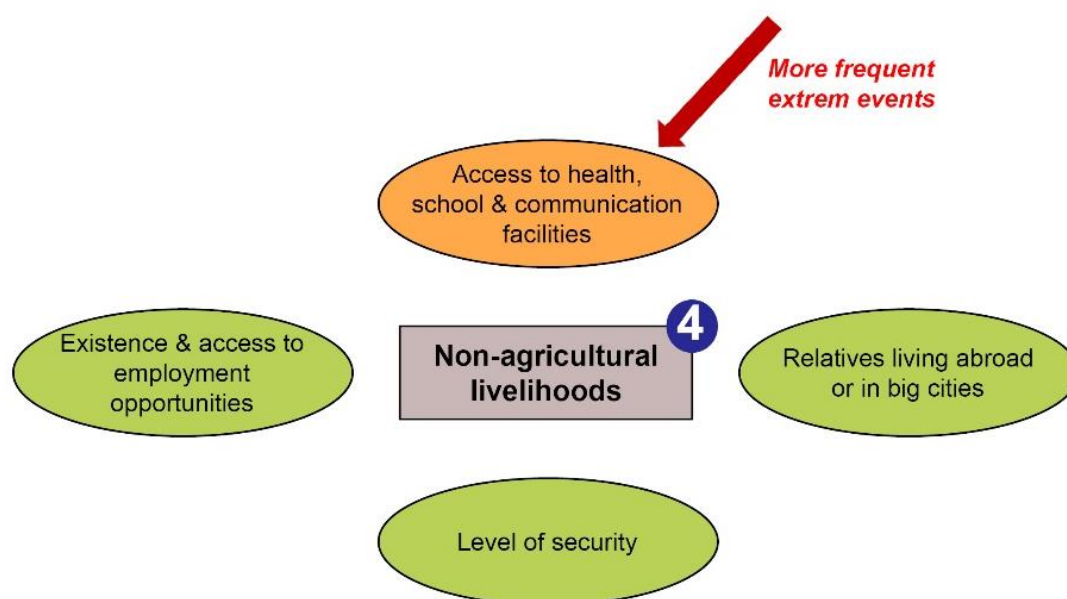 More frequent
extrem events
Access to health,
school & communication
facilities
Existence & access to
employment
opportunities
4
Non-agricultural
livelihoods
Relatives living abroad
or in big cities
Level of security